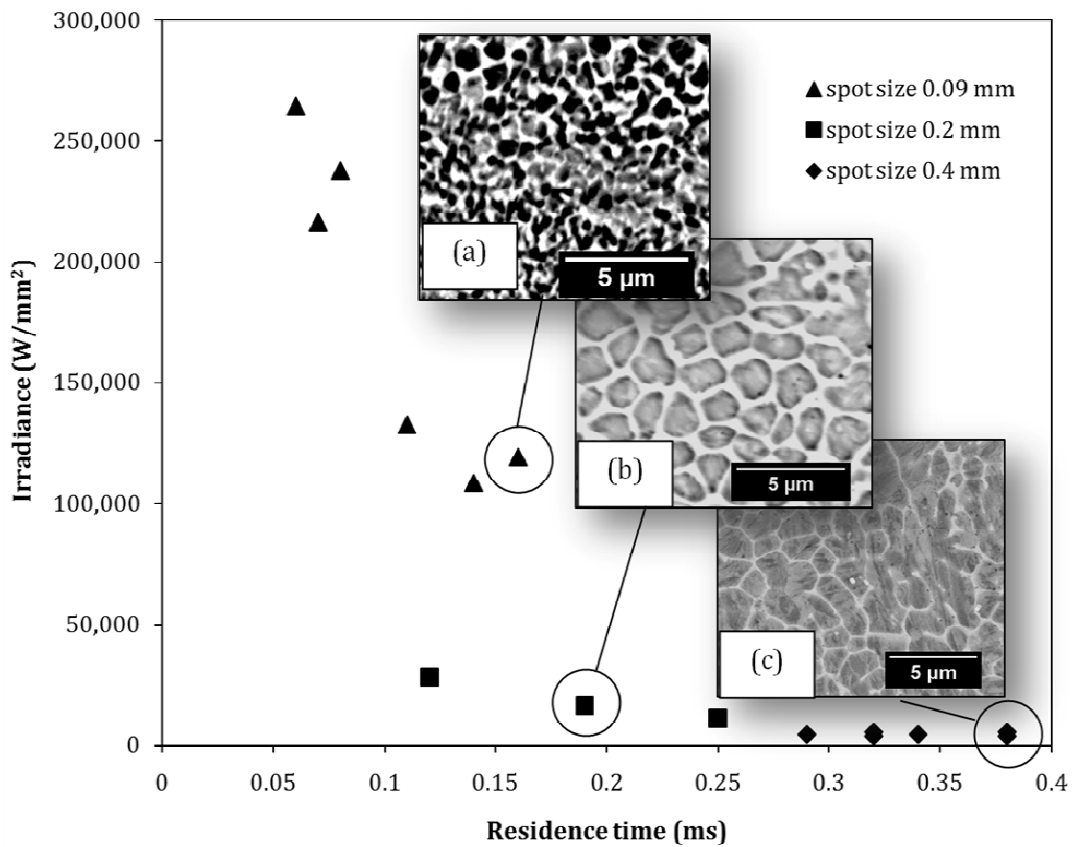 300,000
250,000
200,000
150,000
100,000
50,000
0
Irradiance (W/mm²)
spot size 0.09 mm
spot size 0.2 mm
spot size 0.4 mm
(a)
5 µm
(b)
5 µm
(c)
5 µm
0 0.05 0.1 0.15 0.2 0.25 0.3 0.35 0.4
Residence time (ms)